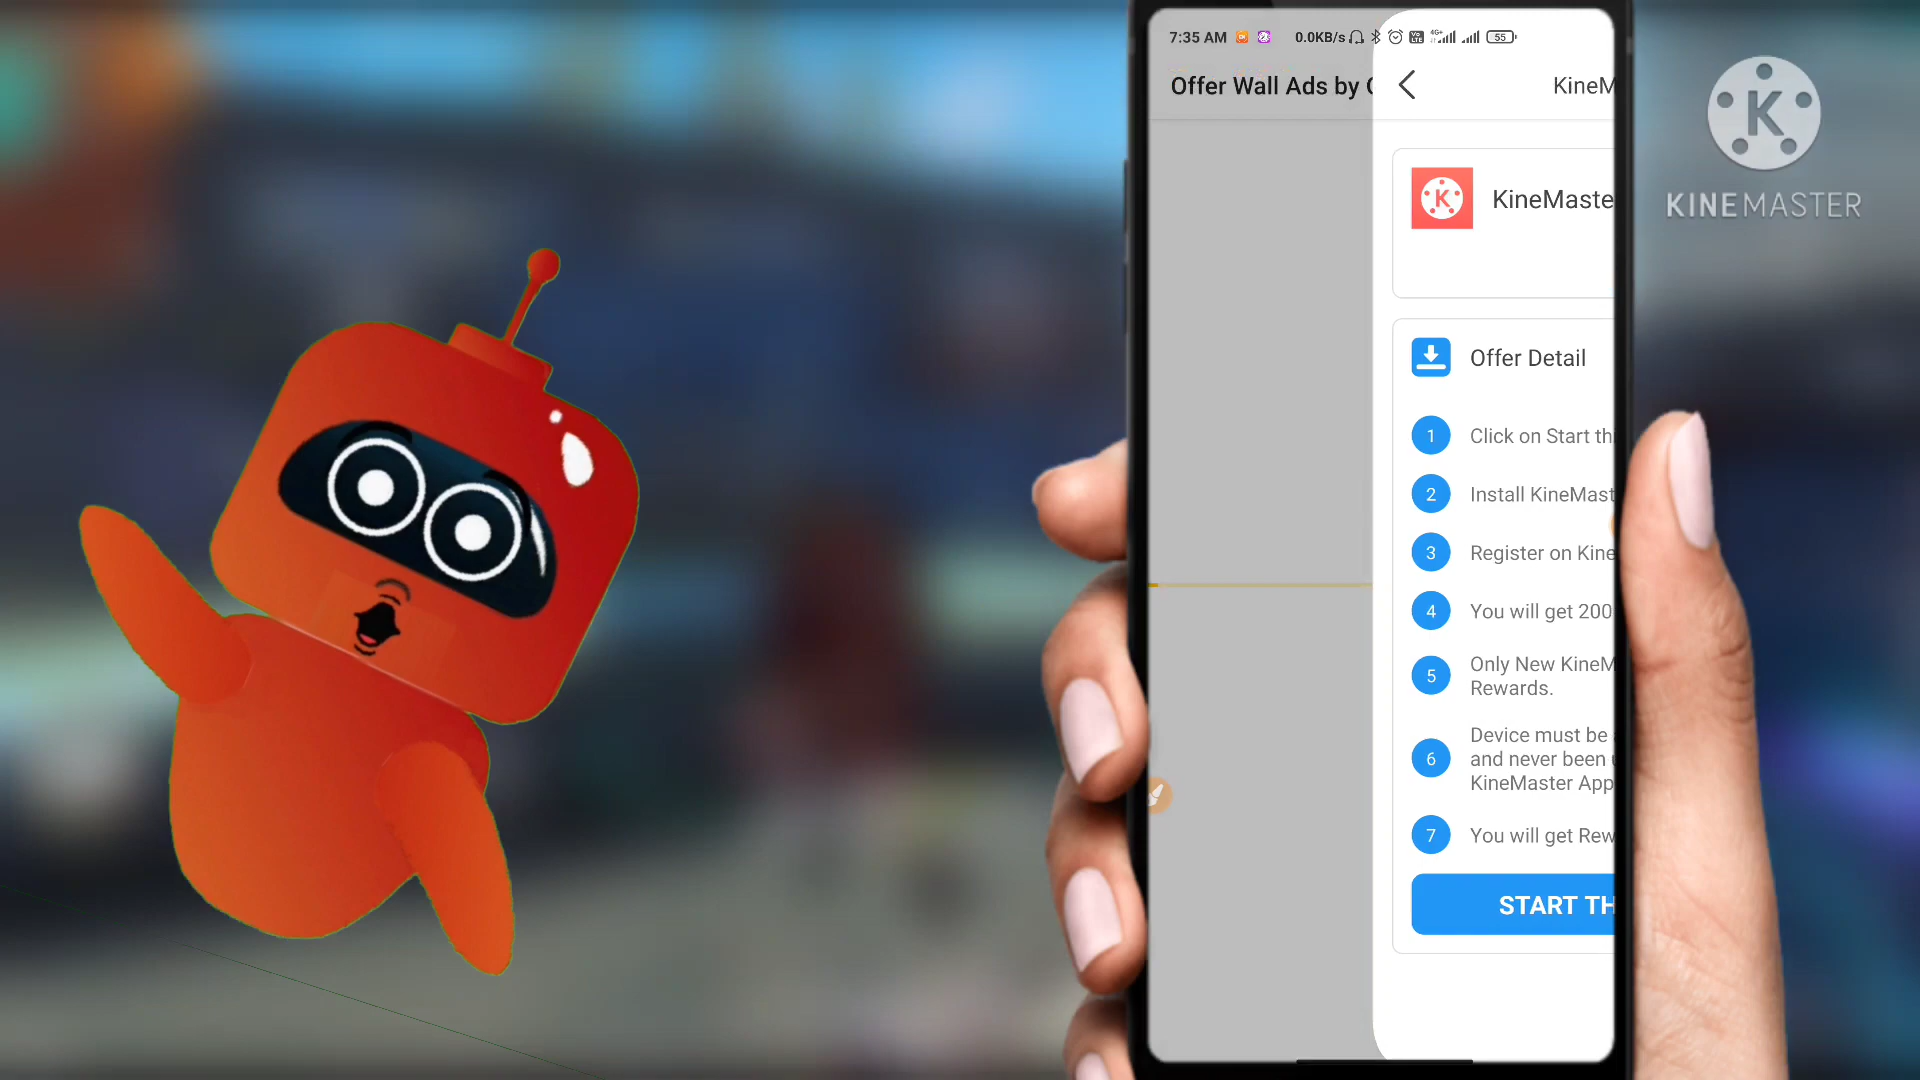 7:35 AM 0.0KB/s 4G+ 55
Offer Wall Ads by
KineM
KineMaste
Offer Detail
1 Click on Start th
2 Install KineMast
3 Register on Kine
4 You will get 200
5 Only New KineM
Rewards.
6 Device must be
and never been
KineMaster App
7 You will get Rew
START TH
K
KINEMASTER